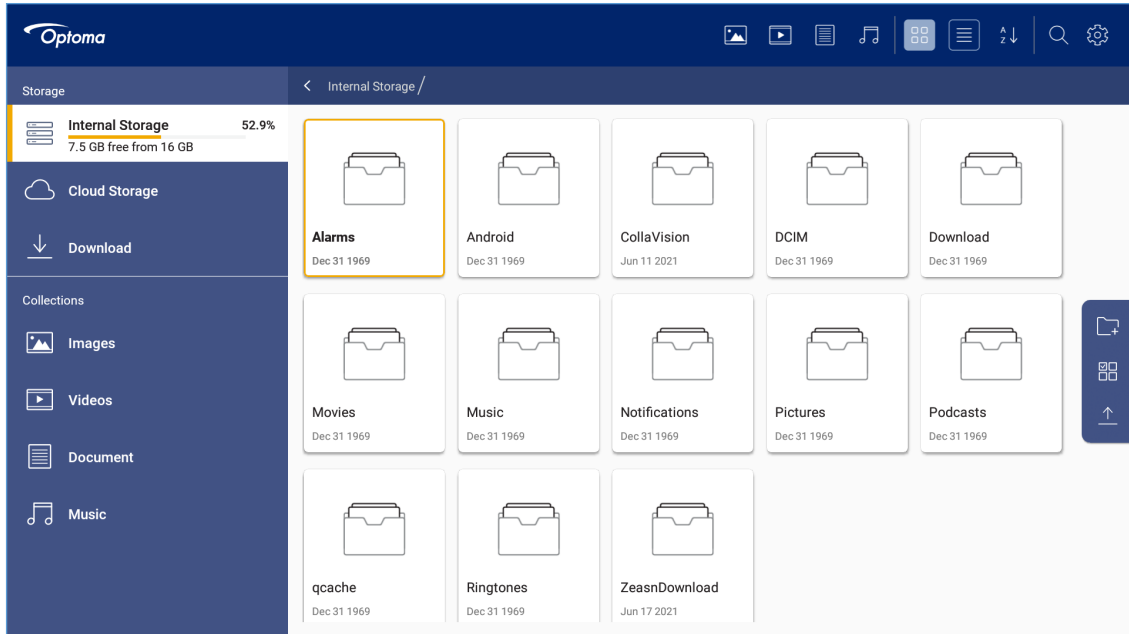 Optoma
Storage
Internal Storage /
Internal Storage 52.9%
7.5 GB free from 16 GB
Cloud Storage
Download
Collections
Images
Videos
Document
Music
Alarms
Dec 31 1969
Android
Dec 31 1969
CollaVision
Jun 11 2021
DCIM
Dec 31 1969
Download
Dec 31 1969
Movies
Dec 31 1969
Music
Dec 31 1969
Notifications
Dec 31 1969
Pictures
Dec 31 1969
Podcasts
Dec 31 1969
qcache
Dec 31 1969
Ringtones
Dec 31 1969
ZeasnDownload
Jun 17 2021